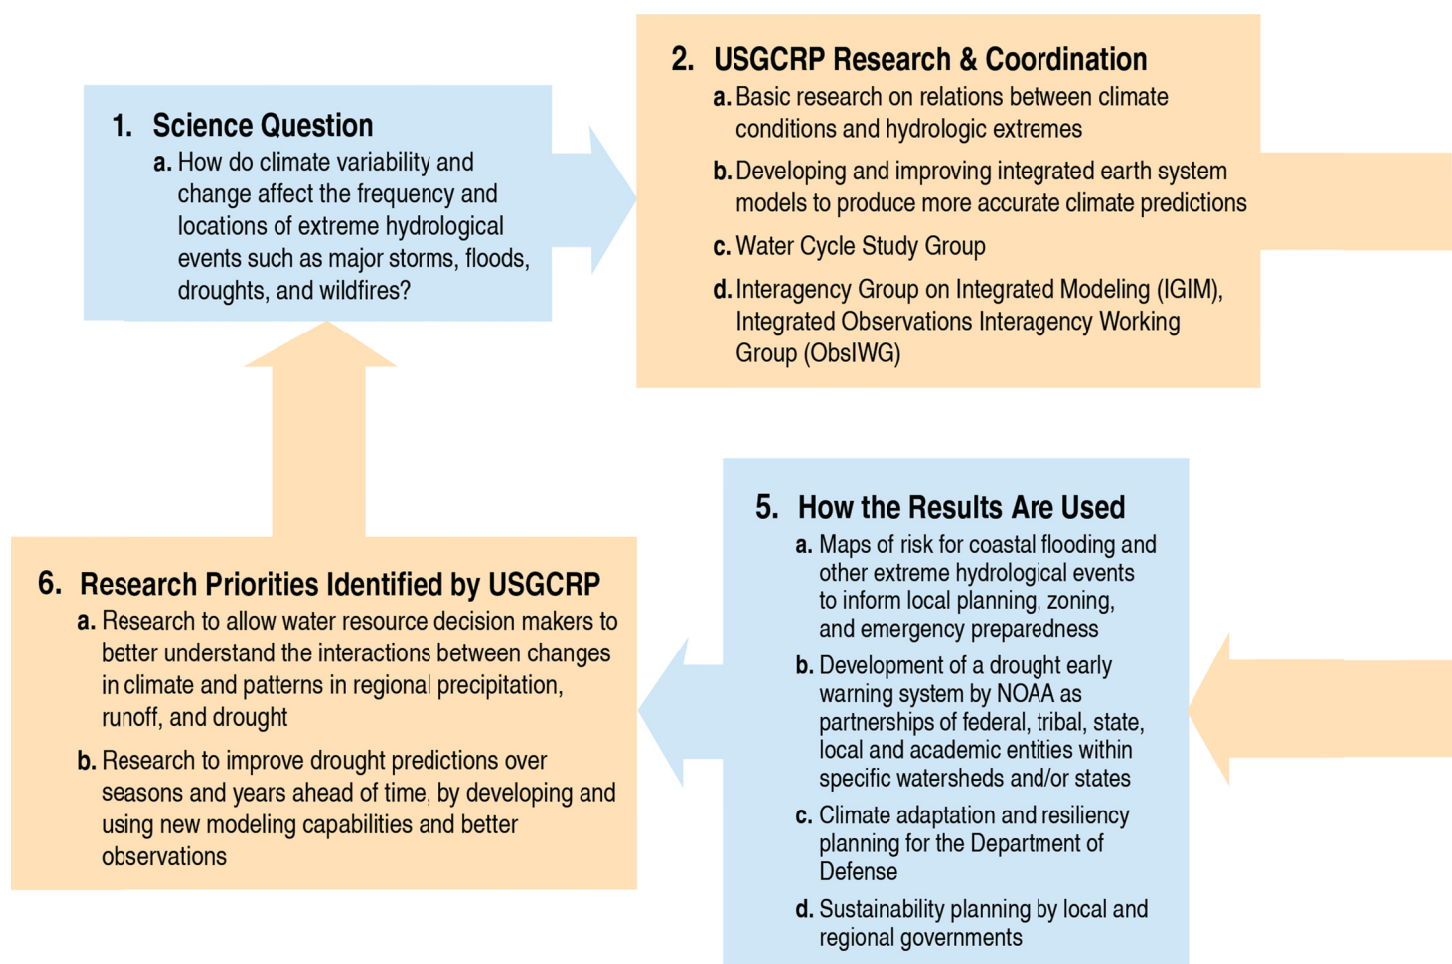 1. Science Question
a. How do climate variability and
change affect the frequency and
locations of extreme hydrological
events such as major storms, floods,
droughts, and wildfires?
2. USGCRP Research & Coordination
a. Basic research on relations between climate
conditions and hydrologic extremes
b. Developing and improving integrated earth system
models to produce more accurate climate predictions
c. Water Cycle Study Group
d. Interagency Group on Integrated Modeling (IGIM),
Integrated Observations Interagency Working
Group (ObsIWG)
5. How the Results Are Used
a. Maps of risk for coastal flooding and
other extreme hydrological events
to inform local planning, zoning,
and emergency preparedness
b. Development of a drought early
warning system by NOAA as
partnerships of federal, tribal, state,
local and academic entities within
specific watersheds and/or states
c. Climate adaptation and resiliency
planning for the Department of
Defense
d. Sustainability planning by local and
regional governments
6. Research Priorities Identified by USGCRP
a. Research to allow water resource decision makers to
better understand the interactions between changes
in climate and patterns in regional precipitation,
runoff, and drought
b. Research to improve drought predictions over
seasons and years ahead of time, by developing and
using new modeling capabilities and better
observations